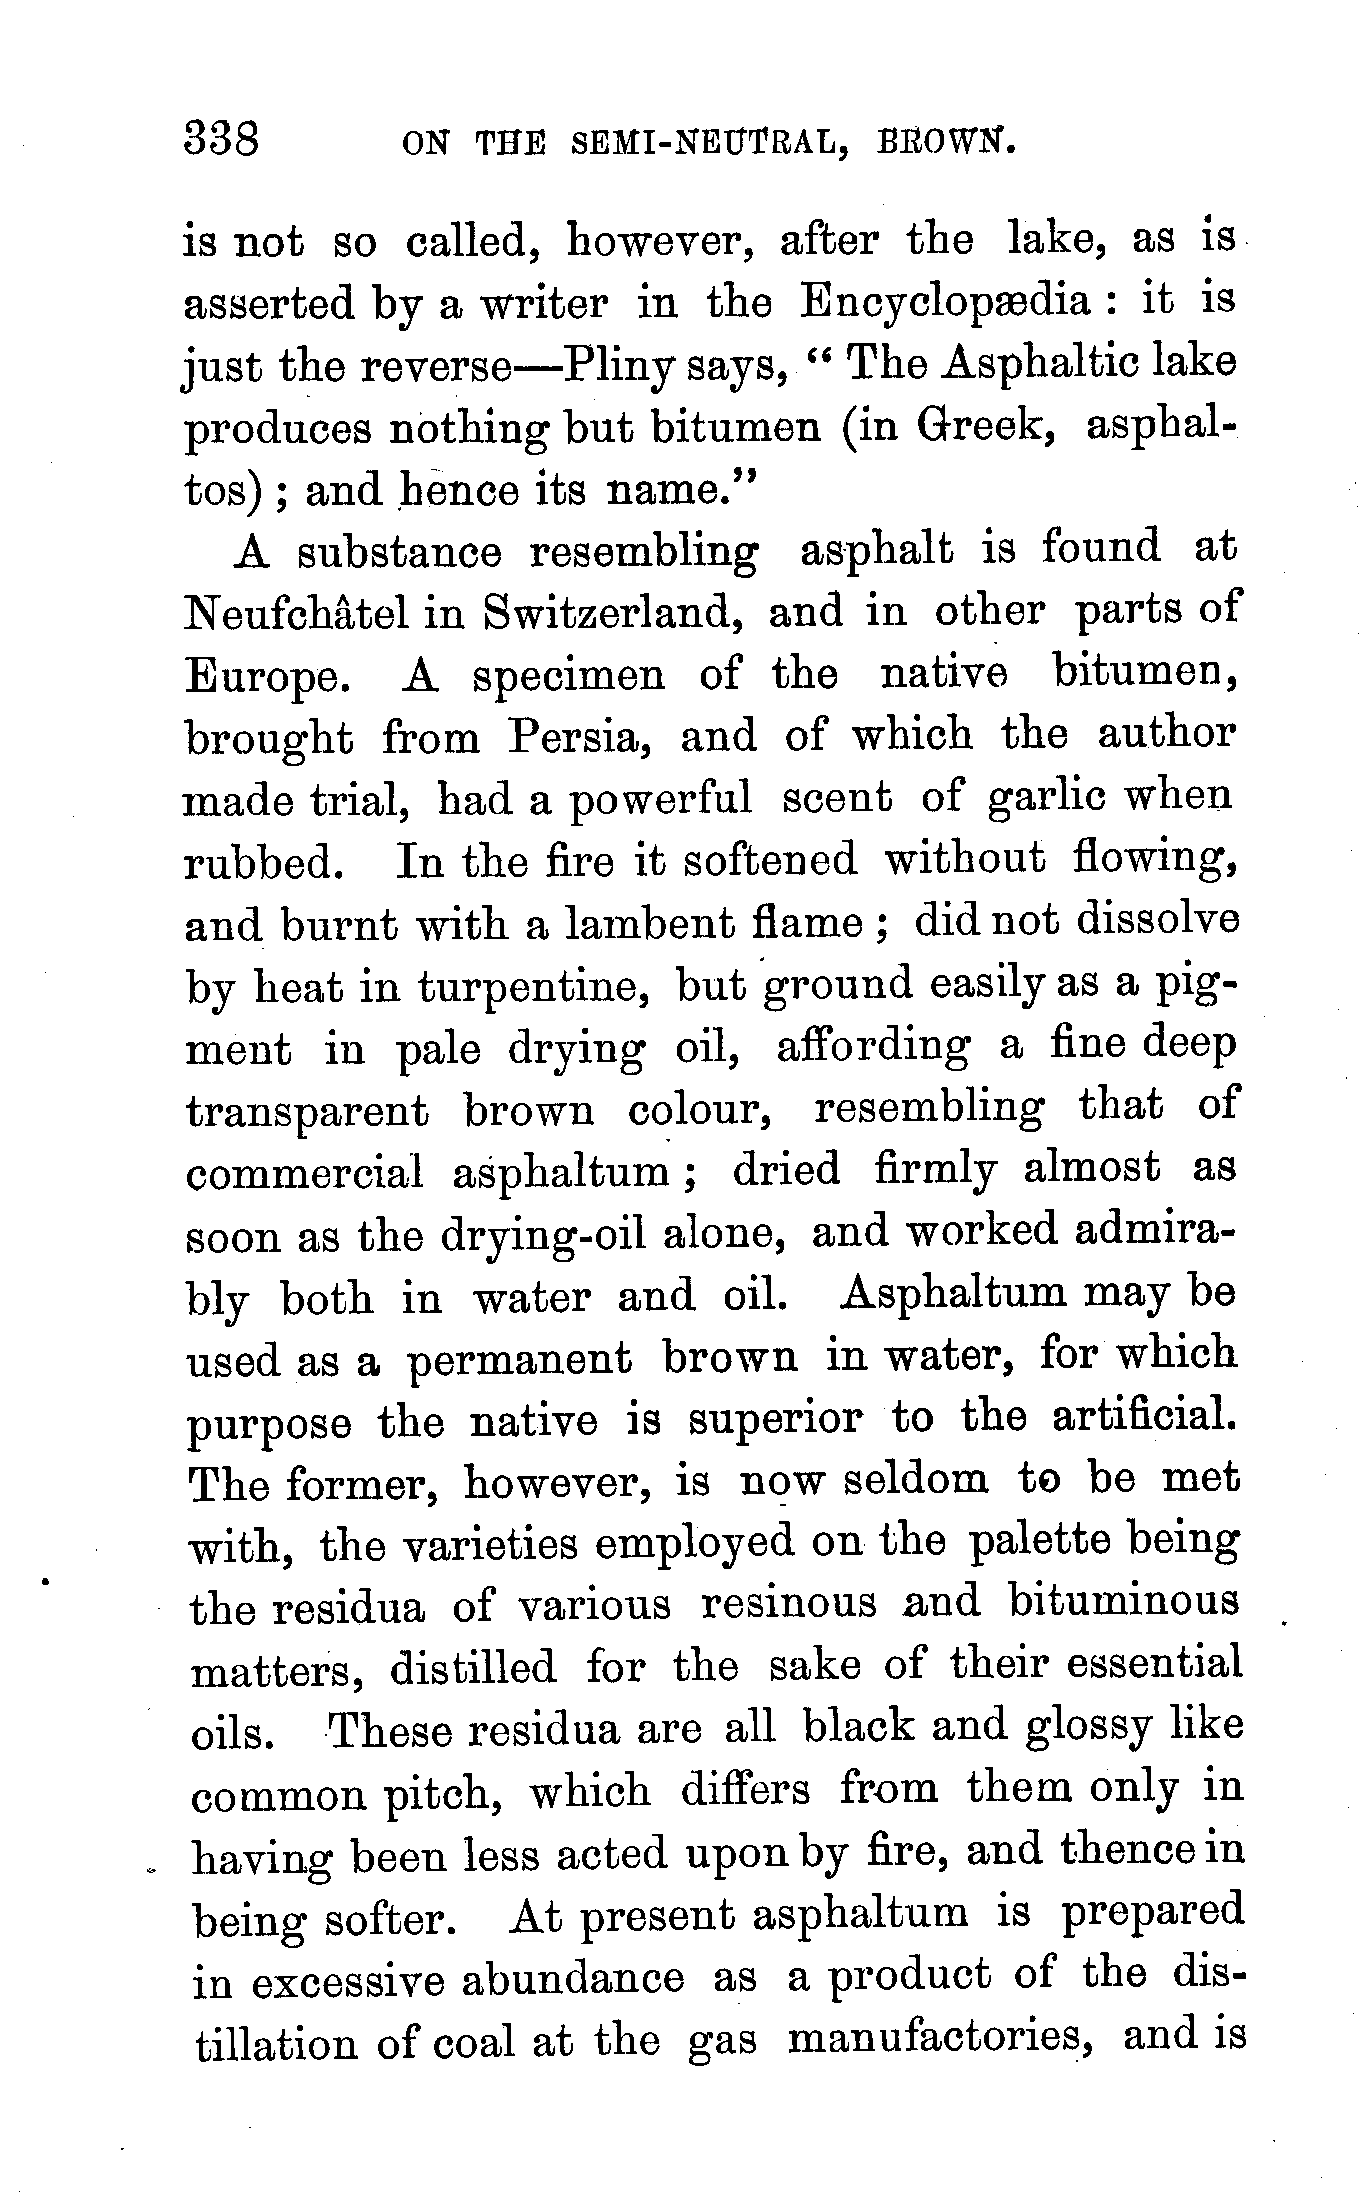 338 ON THE SEMI-NEUTRAL, BROWN.
is not so called, however, after the lake, as is
asserted by a writer in the Encyclopædia : it is
just the reverse—Pliny says, “ The Asphaltic lake
produces nothing but bitumen (in Greek, asphal-
tos) ; and hence its name.”
A substance resembling asphalt is found at
Neufchâtel in Switzerland, and in other parts of
Europe. A specimen of the native bitumen,
brought from Persia, and of which the author
made trial, had a powerful scent of garlic when
rubbed. In the fire it softened without flowing,
and burnt with a lambent flame ; did not dissolve
by heat in turpentine, but ground easily as a pig-
ment in pale drying oil, affording a fine deep
transparent brown colour, resembling that of
commercial asphaltum ; dried firmly almost as
soon as the drying-oil alone, and worked admira-
bly both in water and oil. Asphaltum may be
used as a permanent brown in water, for which
purpose the native is superior to the artificial.
The former, however, is now seldom to be met
with, the varieties employed on the palette being
the residua of various resinous and bituminous
matters, distilled for the sake of their essential
oils. These residua are all black and glossy like
common pitch, which differs from them only in
having been less acted upon by fire, and thence in
being softer. At present asphaltum is prepared
in excessive abundance as a product of the dis-
tillation of coal at the gas manufactories, and is